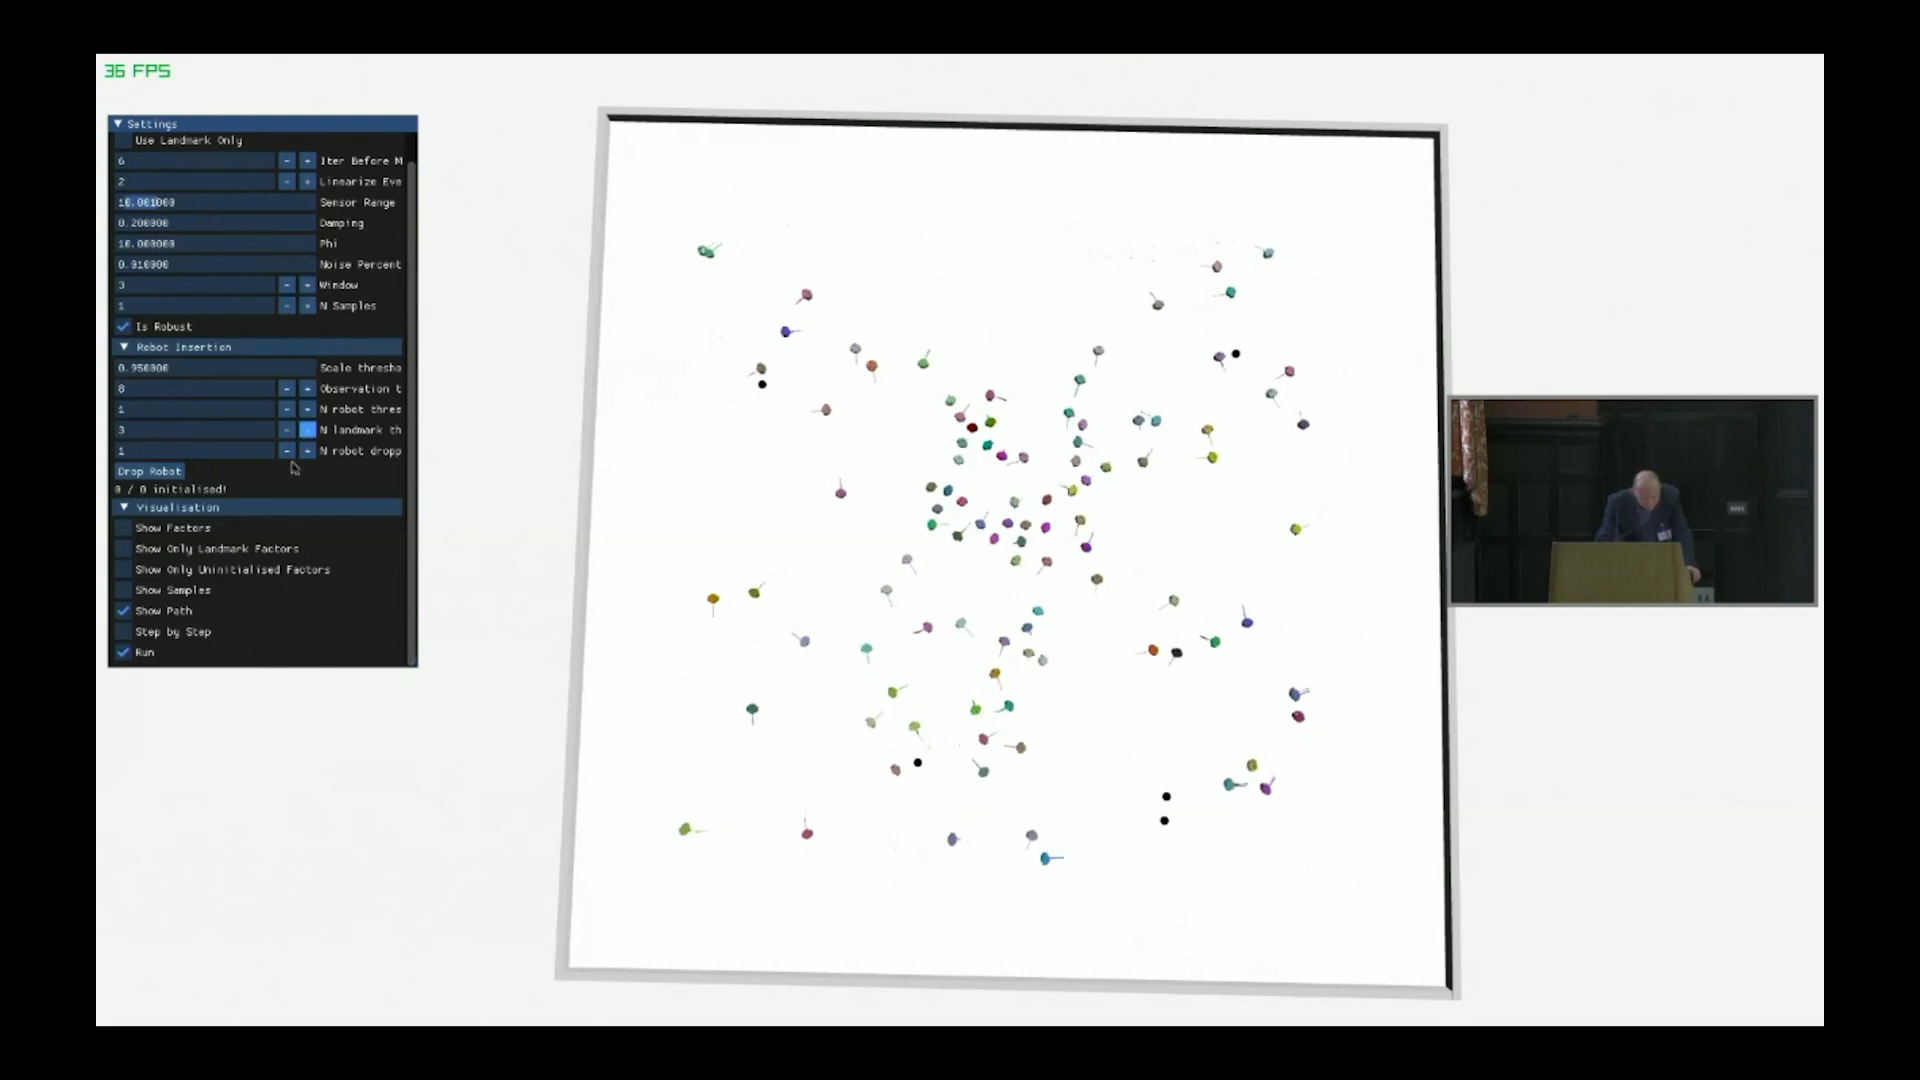 36 FPS
Settings
Use Landmark Only
6 - + Iter Before M
2 - + Linearize Eve
10.001000 Sensor Range
0.200000 Damping
10.000000 Phi
0.010000 Noise Percent
3 - + Window
1 - + N Samples
Is Robust
Robot Insertion
0.950000 Scale thresho
8 - + Observation t
1 - + N robot thres
3 - + N landmark th
1 - + N robot dropp
Drop Robot
0 / 0 initialised!
Visualisation
Show Factors
Show Only Landmark Factors
Show Only Uninitialised Factors
Show Samples
Show Path
Step by Step
Run